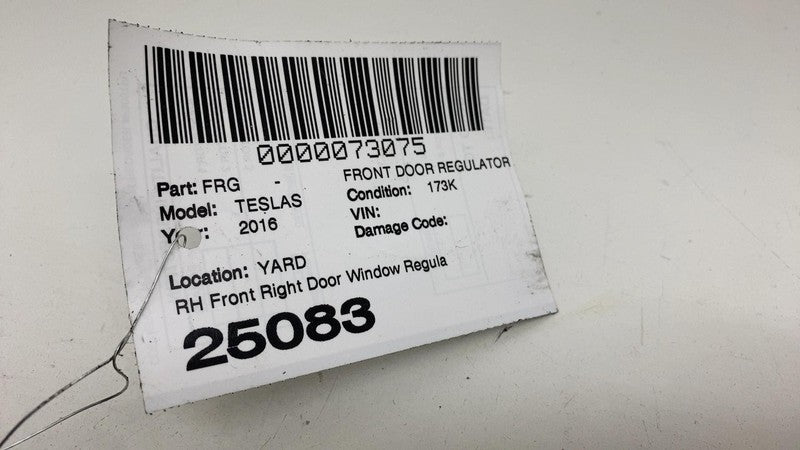 0000073075
Part: FRG - FRONT DOOR REGULATOR
Model: TESLAS Condition: 173K
Year: 2016 VIN:
Damage Code:
Location: YARD
RH Front Right Door Window Regula
25083